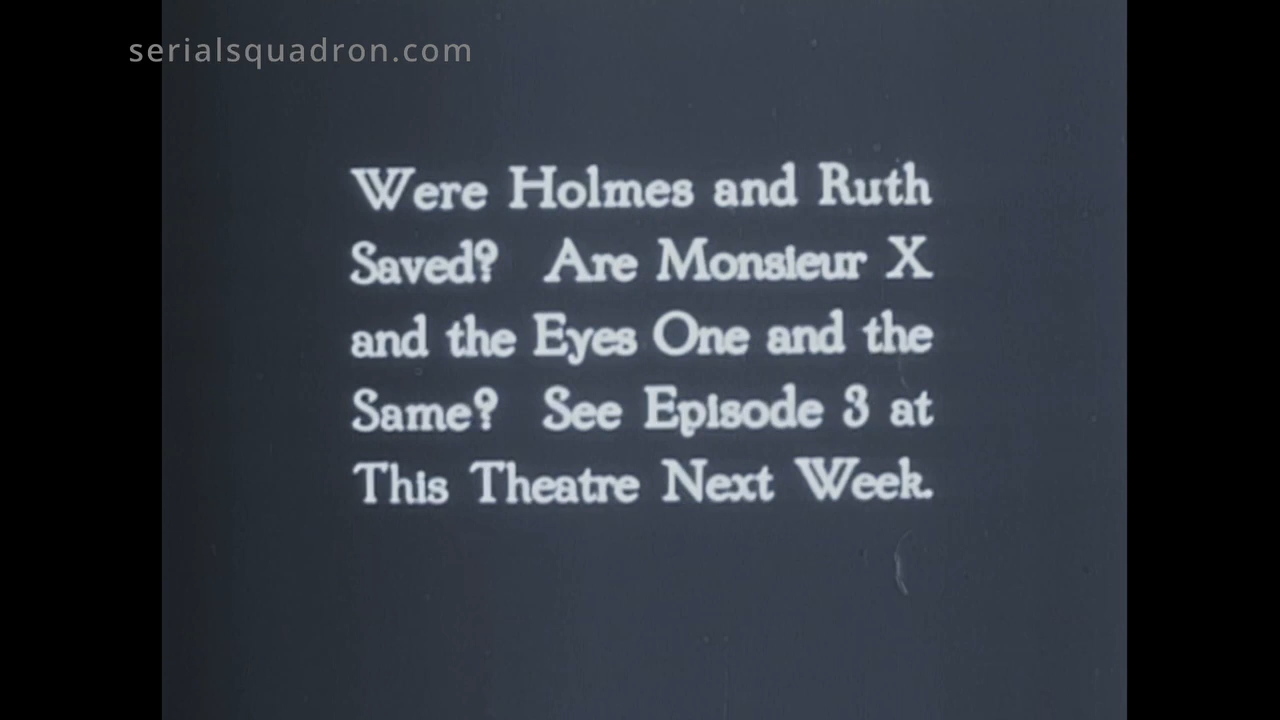 serialsquadron.com
Were Holmes and Ruth
Saved? Are Monsieur X
and the Eyes One and the
Same? See Episode 3 at
This Theatre Next Week.